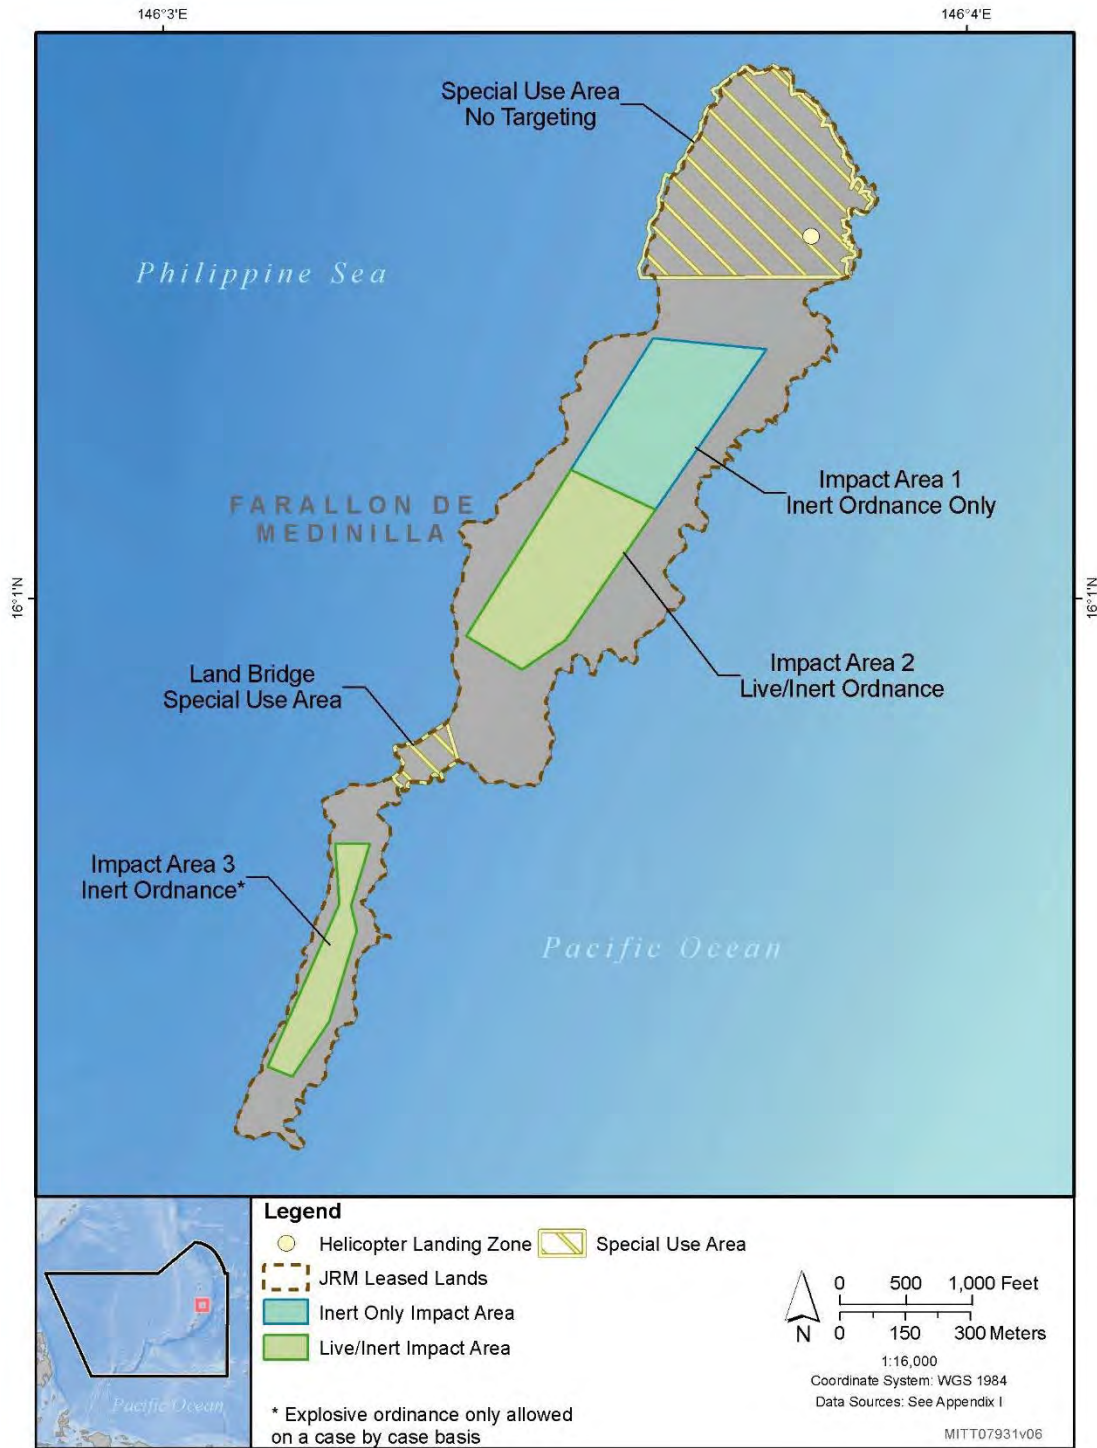 146°3'E
146°4'E
Special Use Area
No Targeting
Philippine Sea
Impact Area 1
Inert Ordnance Only
FARALLON DE
MEDINILLA
16°1'N
16°1'N
Impact Area 2
Live/Inert Ordnance
Land Bridge
Special Use Area
Impact Area 3
Inert Ordnance*
Pacific Ocean
Legend
Helicopter Landing Zone
Special Use Area
JRM Leased Lands
Inert Only Impact Area
Live/Inert Impact Area
* Explosive ordinance only allowed
on a case by case basis
Pacific Ocean
N
0 500 1,000 Feet
0 150 300 Meters
1:16,000
Coordinate System: WGS 1984
Data Sources: See Appendix I
MITT07931v06